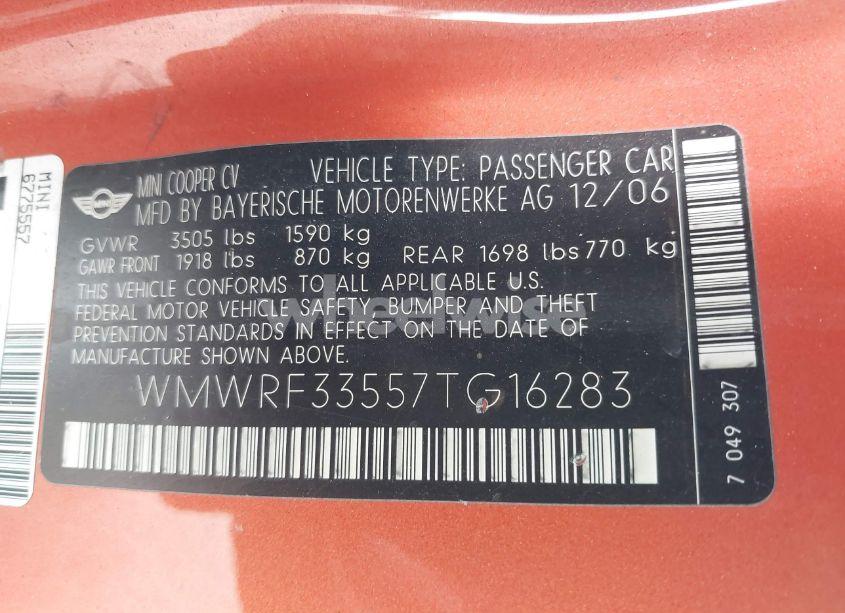 MINI COOPER CV VEHICLE TYPE: PASSENGER CAR
MINI
MFD BY BAYERISCHE MOTORENWERKE AG 12/06
GVWR 3505 lbs 1590 kg
GAWR FRONT 1918 lbs 870 kg REAR 1698 lbs 770 kg
THIS VEHICLE CONFORMS TO ALL APPLICABLE U.S.
FEDERAL MOTOR VEHICLE SAFETY BUMPER AND THEFT
PREVENTION STANDARDS IN EFFECT ON THE DATE OF
MANUFACTURE SHOWN ABOVE.
WMWRF33557TG16283
7 049 307
MINI
6775557
wheelwise